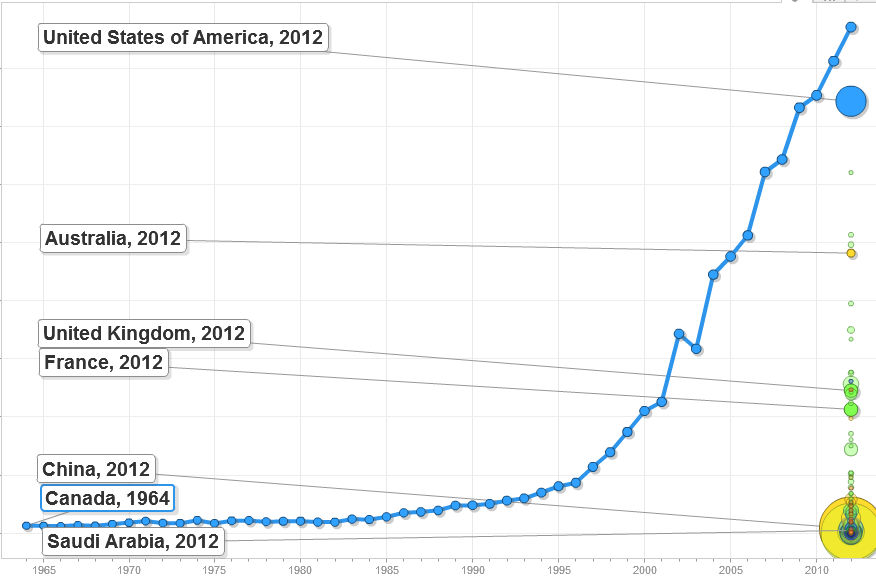 United States of America, 2012
Australia, 2012
United Kingdom, 2012
France, 2012
China, 2012
Canada, 1964
Saudi Arabia, 2012
1965 1970 1975 1980 1985 1990 1995 2000 2005 2010